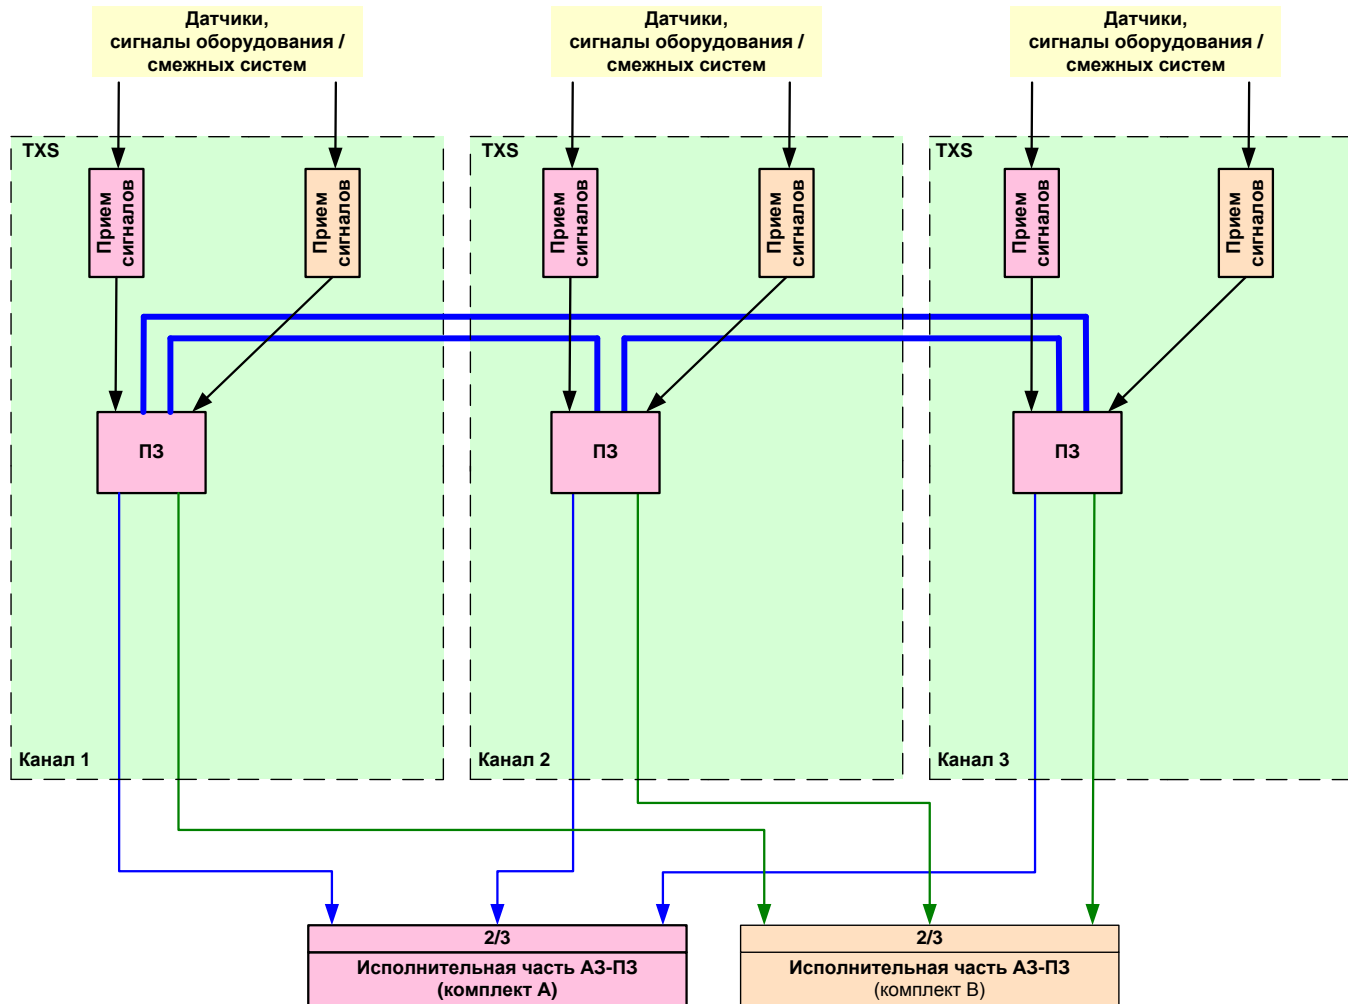 Датчики,
сигналы оборудования /
смежных систем
Датчики,
сигналы оборудования /
смежных систем
Датчики,
сигналы оборудования /
смежных систем
TXS
Прием
сигналов
Прием
сигналов
ПЗ
Канал 1
TXS
Прием
сигналов
Прием
сигналов
ПЗ
Канал 2
TXS
Прием
сигналов
Прием
сигналов
ПЗ
Канал 3
2/3
Исполнительная часть АЗ-ПЗ
(комплект А)
2/3
Исполнительная часть АЗ-ПЗ
(комплект В)